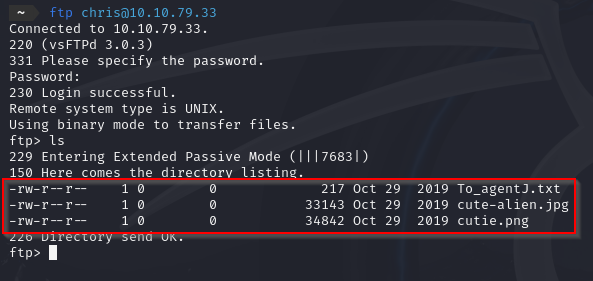 ~ ftp chris@10.10.79.33
Connected to 10.10.79.33.
220 (vsFTPd 3.0.3)
331 Please specify the password.
Password:
230 Login successful.
Remote system type is UNIX.
Using binary mode to transfer files.
ftp> ls
229 Entering Extended Passive Mode (|||7683|)
150 Here comes the directory listing.
-rw-r--r--    1 0        0             217 Oct 29  2019 To_agentJ.txt
-rw-r--r--    1 0        0           33143 Oct 29  2019 cute-alien.jpg
-rw-r--r--    1 0        0           34842 Oct 29  2019 cutie.png
226 Directory send OK.
ftp>